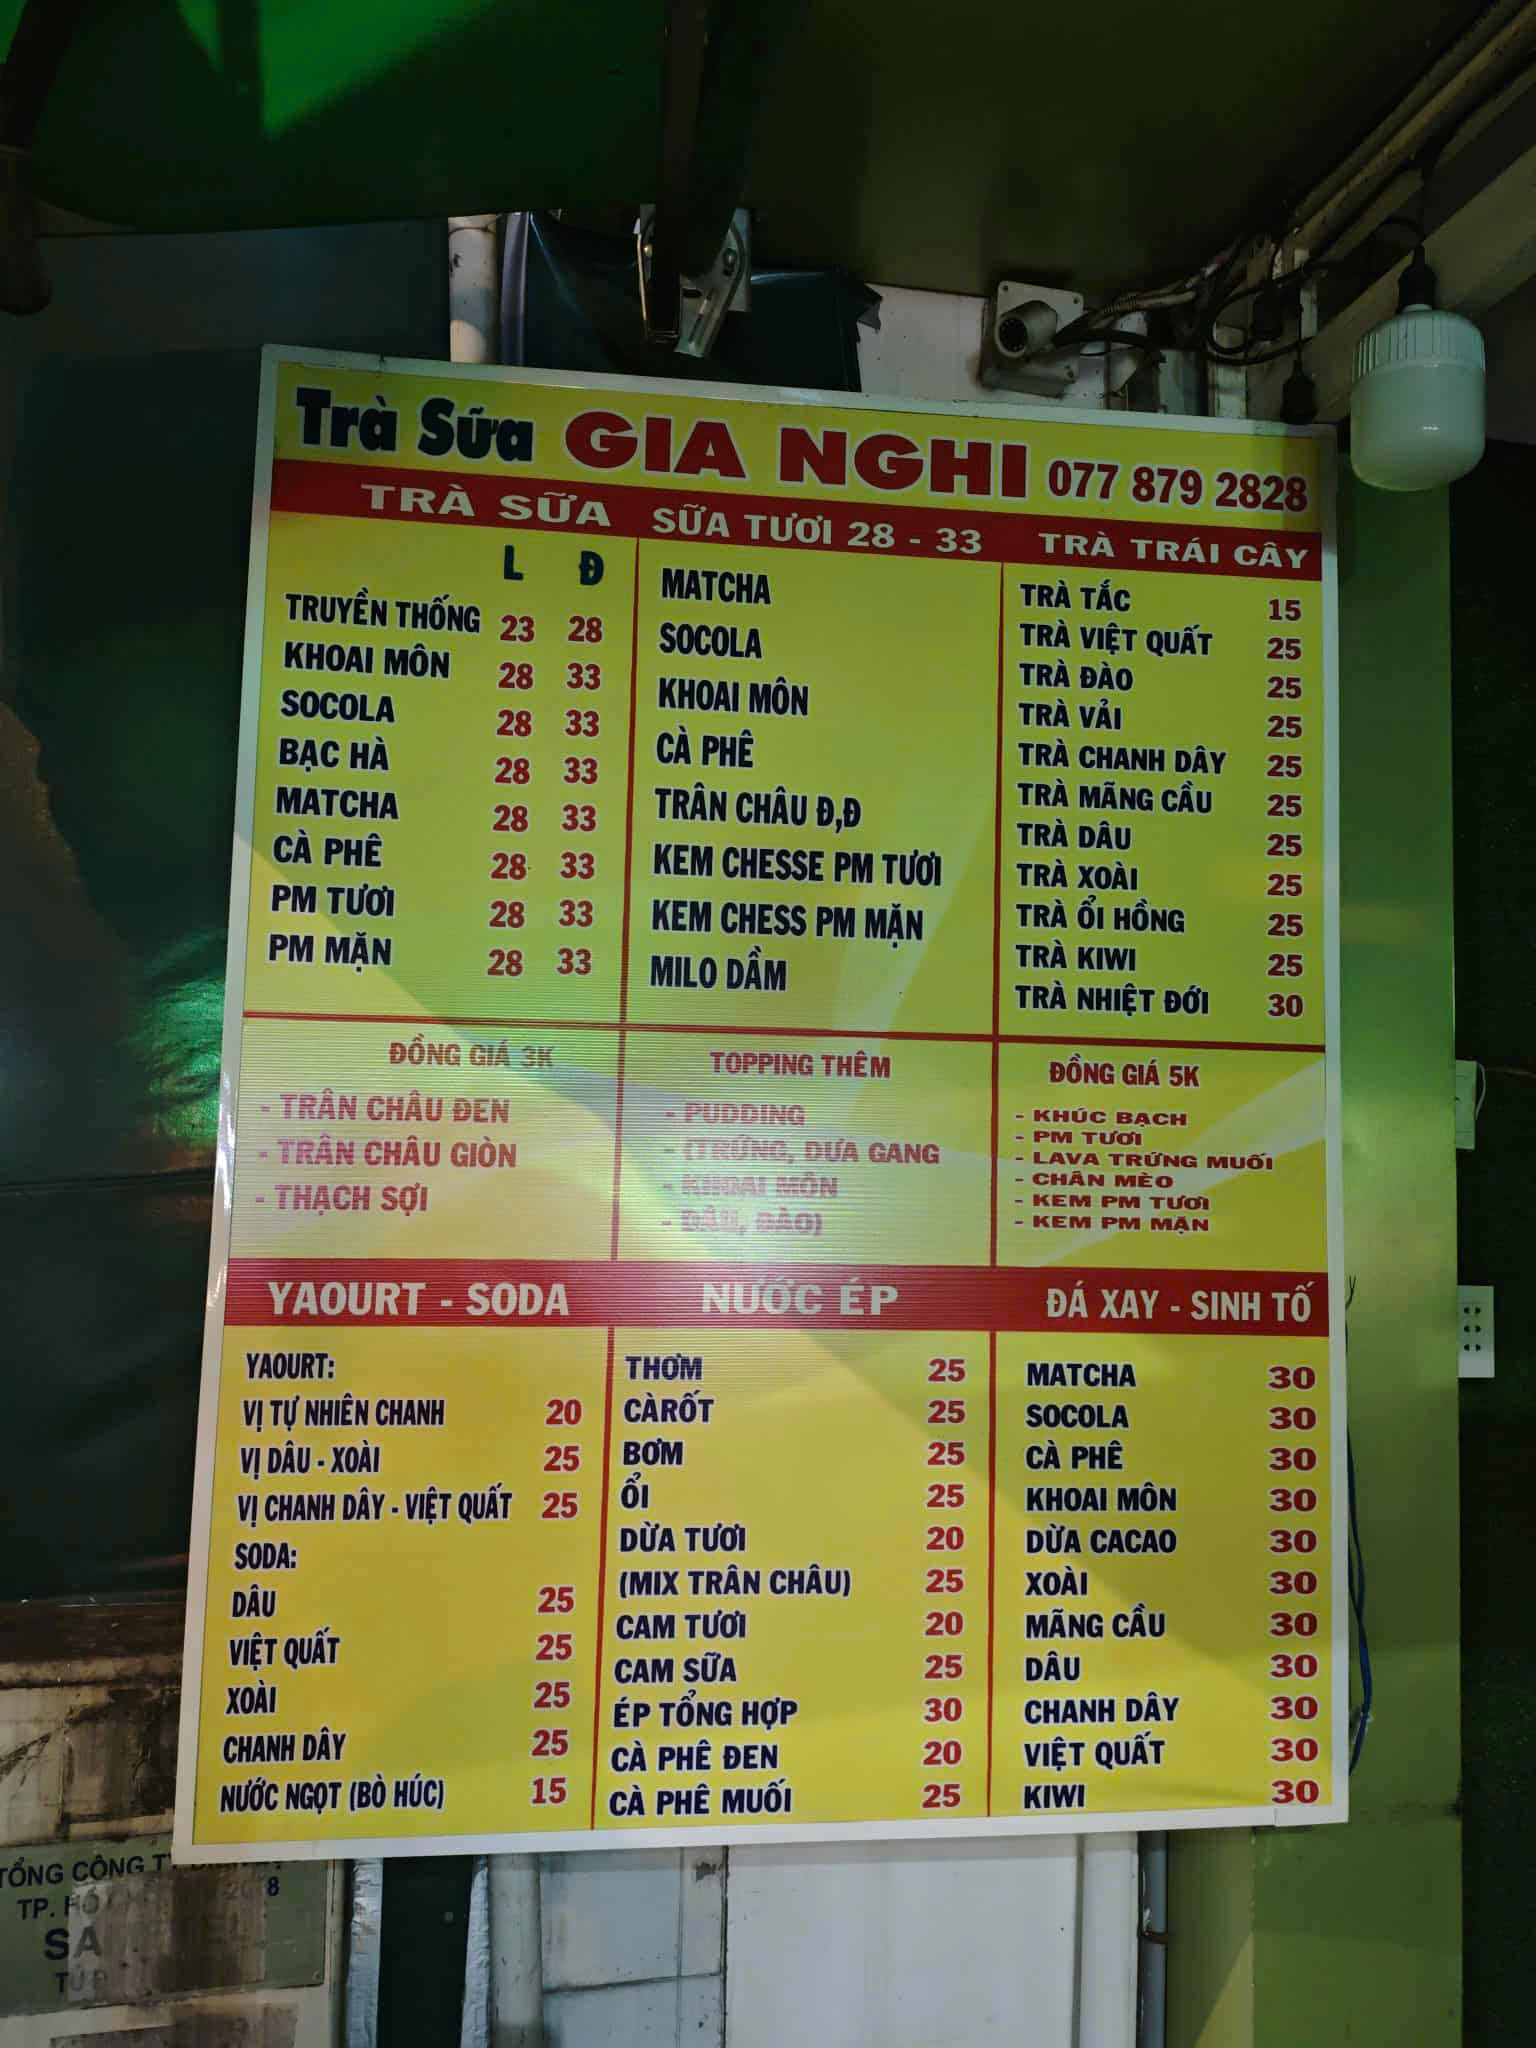 Trà Sữa GIA NGHI 077 879 2828
TRÀ SỮA
L Đ
TRUYỀN THỐNG 23 28
KHOAI MÔN 28 33
SOCOLA 28 33
BẠC HÀ 28 33
MATCHA 28 33
CÀ PHÊ 28 33
PM TƯƠI 28 33
PM MẶN 28 33
SỮA TƯƠI 28 - 33
MATCHA
SOCOLA
KHOAI MÔN
CÀ PHÊ
TRÂN CHÂU Đ,Đ
KEM CHESSE PM TƯƠI
KEM CHESS PM MẶN
MILO DẦM
TRÀ TRÁI CÂY
TRÀ TẮC 15
TRÀ VIỆT QUẤT 25
TRÀ ĐÀO 25
TRÀ VẢI 25
TRÀ CHANH DÂY 25
TRÀ MÃNG CẦU 25
TRÀ DÂU 25
TRÀ XOÀI 25
TRÀ ỔI HỒNG 25
TRÀ KIWI 25
TRÀ NHIỆT ĐỚI 30
ĐỒNG GIÁ 3K
- TRÂN CHÂU ĐEN
- TRÂN CHÂU GIÒN
- THẠCH SỢI
TOPPING THÊM
- PUDDING
- (TRỨNG, DƯA GANG
- KHOAI MÔN
- DÂU, ĐÀO)
ĐỒNG GIÁ 5K
- KHÚC BẠCH
- PM TƯƠI
- LAVA TRỨNG MUỐI
- CHÂN MÈO
- KEM PM TƯƠI
- KEM PM MẶN
YAOURT - SODA
YAOURT:
VỊ TỰ NHIÊN CHANH 20
VỊ DÂU - XOÀI 25
VỊ CHANH DÂY - VIỆT QUẤT 25
SODA:
DÂU 25
VIỆT QUẤT 25
XOÀI 25
CHANH DÂY 25
NƯỚC NGỌT (BÒ HÚC) 15
NƯỚC ÉP
THƠM 25
CÀRỐT 25
BƠM 25
ỔI 25
DỪA TƯƠI 20
(MIX TRÂN CHÂU) 25
CAM TƯƠI 20
CAM SỮA 25
ÉP TỔNG HỢP 30
CÀ PHÊ ĐEN 20
CÀ PHÊ MUỐI 25
ĐÁ XAY - SINH TỐ
MATCHA 30
SOCOLA 30
CÀ PHÊ 30
KHOAI MÔN 30
DỪA CACAO 30
XOÀI 30
MÃNG CẦU 30
DÂU 30
CHANH DÂY 30
VIỆT QUẤT 30
KIWI 30
TỔNG CÔNG
TP.